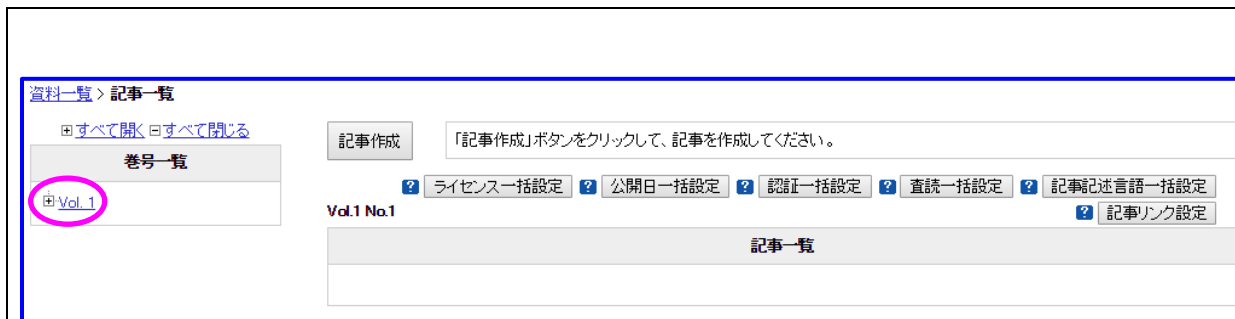 資料一覧 > 記事一覧
すべて開く すべて閉じる
巻号一覧
Vol. 1
記事作成 「記事作成」ボタンをクリックして、記事を作成してください。
? ライセンス一括設定 ? 公開日一括設定 ? 認証一括設定 ? 査読一括設定 ? 記事記述言語一括設定
Vol.1 No.1 ? 記事リンク設定
記事一覧